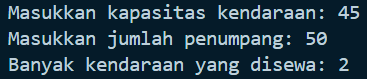 Masukkan kapasitas kendaraan: 45
Masukkan jumlah penumpang: 50
Banyak kendaraan yang disewa: 2